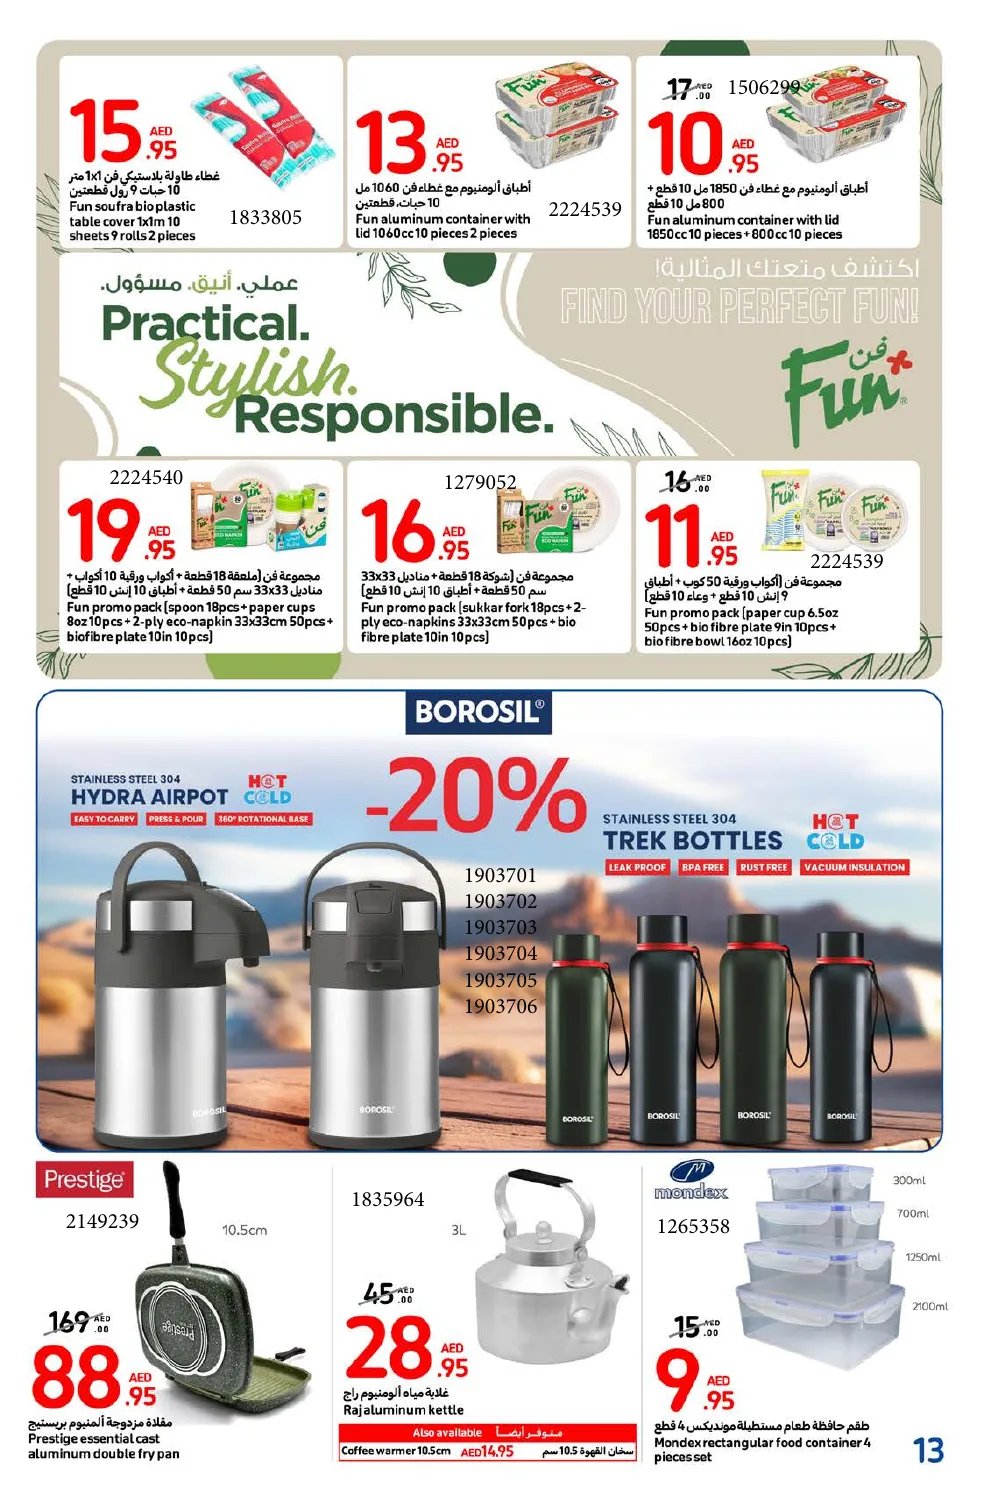 15 AED .95
غطاء طاولة بلاستيكي فن 1x1 متر
10 حبات 9 رول قطعتين
Fun soufra bio plastic
table cover 1x1m 10
sheets 9 rolls 2 pieces
1833805
13 AED .95
أطباق ألومنيوم مع غطاء فن 1060 مل
10 حبات، قطعتين
Fun aluminum container with
lid 1060cc 10 pieces 2 pieces
2224539
17 AED .00
1506299
10 AED .95
أطباق ألومنيوم مع غطاء فن 1850 مل 10 قطع +
800 مل 10 قطع
Fun aluminum container with lid
1850cc 10 pieces + 800cc 10 pieces
عملي. أنيق. مسؤول.
Practical.
Stylish.
Responsible.
اكتشف متعتك المثالية!
FIND YOUR PERFECT FUN!
فن
Fun®
2224540
19 AED .95
مجموعة فن (ملعقة 18 قطعة + أكواب ورقية 10 أكواب +
مناديل 33x33 سم 50 قطعة + أطباق 10 إنش 10 قطع)
Fun promo pack (spoon 18pcs + paper cups
8oz 10pcs + 2-ply eco-napkin 33x33cm 50pcs +
biofibre plate 10in 10pcs)
1279052
16 AED .95
مجموعة فن (شوكة 18 قطعة + مناديل 33x33
سم 50 قطعة + أطباق 10 إنش 10 قطع)
Fun promo pack (sukkar fork 18pcs + 2-
ply eco-napkins 33x33cm 50pcs + bio
fibre plate 10in 10pcs)
16 AED .00
11 AED .95
2224539
مجموعة فن (أكواب ورقية 50 كوب + أطباق
9 إنش 10 قطع + وعاء 10 قطع)
Fun promo pack (paper cup 6.5oz
50pcs + bio fibre plate 9in 10pcs +
bio fibre bowl 16oz 10pcs)
BOROSIL®
-20%
STAINLESS STEEL 304
HYDRA AIRPOT
HOT
COLD
EASY TO CARRY
PRESS & POUR
360° ROTATIONAL BASE
STAINLESS STEEL 304
TREK BOTTLES
HOT
COLD
LEAK PROOF
BPA FREE
RUST FREE
VACUUM INSULATION
1903701
1903702
1903703
1903704
1903705
1903706
BOROSIL
BOROSIL
BOROSIL
BOROSIL
BOROSIL
BOROSIL
Prestige
2149239
10.5cm
Prestige
169 AED .00
88 AED .95
مقلاة مزدوجة ألمنيوم بريستيج
Prestige essential cast
aluminum double fry pan
1835964
3L
45 AED .00
28 AED .95
غلاية مياه ألومنيوم راج
Raj aluminum kettle
Also available متوفر أيضاً
Coffee warmer 10.5cm AED14.95 سخان القهوة 10.5 سم
mondex
1265358
300ml
700ml
1250ml
2100ml
15 AED .00
9 AED .95
طقم حافظة طعام مستطيلة مونديكس 4 قطع
Mondex rectangular food container 4
pieces set
13